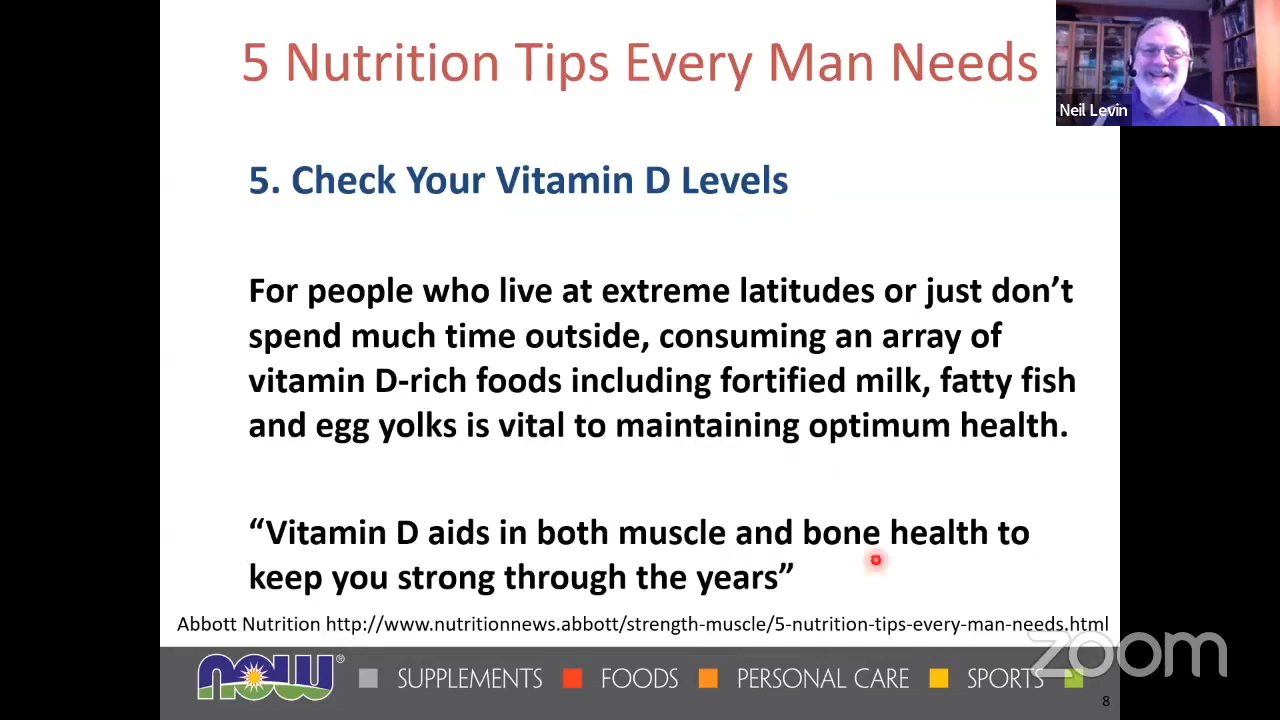 5 Nutrition Tips Every Man Needs
Neil Levin
5. Check Your Vitamin D Levels
For people who live at extreme latitudes or just don’t
spend much time outside, consuming an array of
vitamin D-rich foods including fortified milk, fatty fish
and egg yolks is vital to maintaining optimum health.
“Vitamin D aids in both muscle and bone health to
keep you strong through the years”
Abbott Nutrition http://www.nutritionnews.abbott/strength-muscle/5-nutrition-tips-every-man-needs.html
now® SUPPLEMENTS FOODS PERSONAL CARE SPORTS
zoom
8